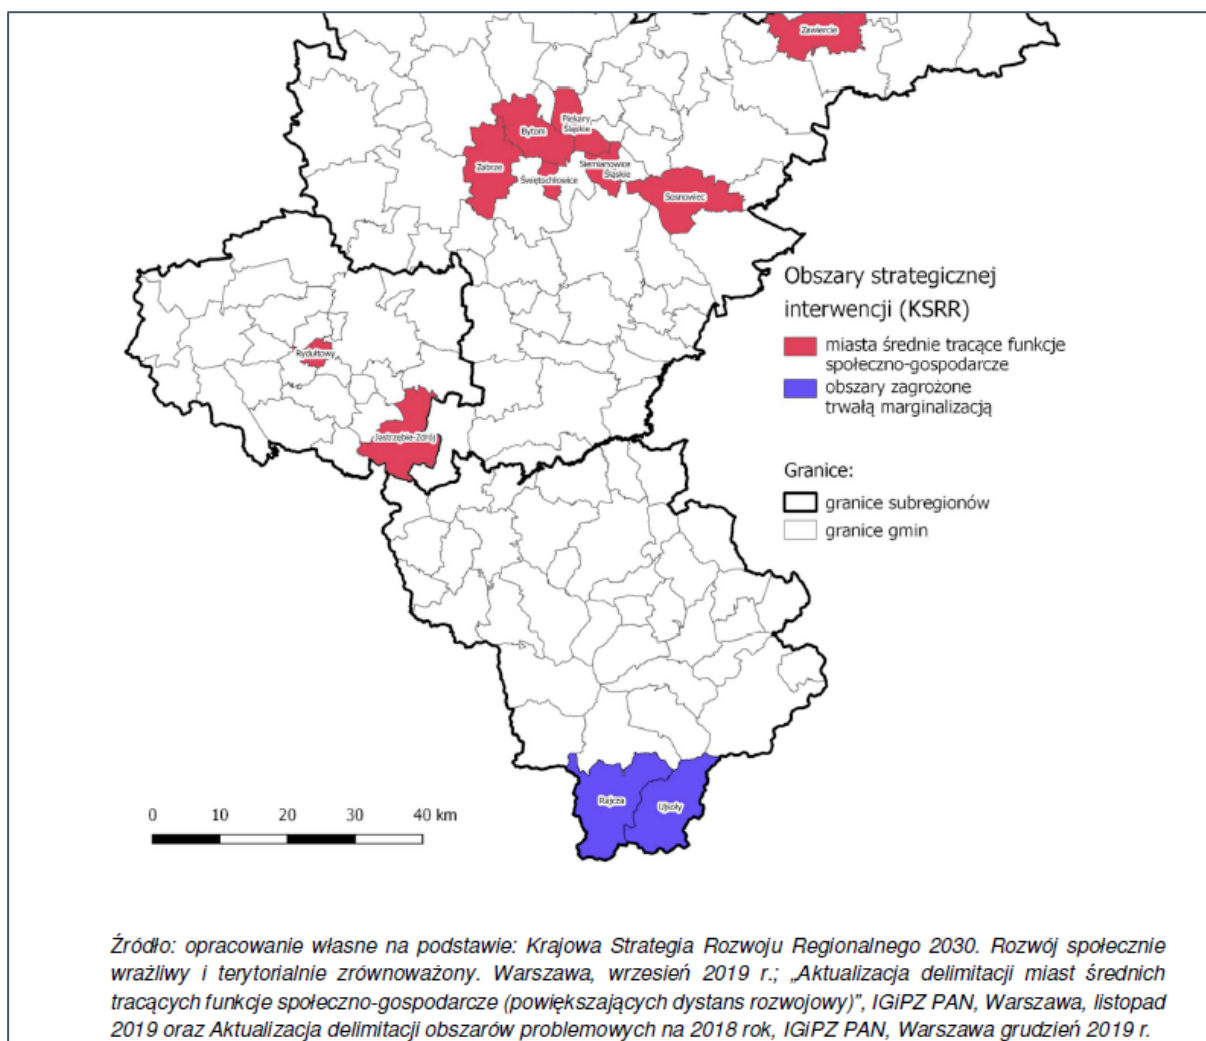 Zawiercie
Piekary
Śląskie
Bytom
Siemianowice
Śląskie
Zabrze
Świętochłowice
Sosnowiec
Obszary strategicznej
interwencji (KSRR)
miasta średnie tracące funkcje
społeczno-gospodarcze
obszary zagrożone
trwałą marginalizacją
Rydułtowy
Jastrzębie-Zdrój
Granice:
granice subregionów
granice gmin
Rajcza
Ujsoły
0 10 20 30 40 km
Źródło: opracowanie własne na podstawie: Krajowa Strategia Rozwoju Regionalnego 2030. Rozwój społecznie
wrażliwy i terytorialnie zrównoważony. Warszawa, wrzesień 2019 r.; „Aktualizacja delimitacji miast średnich
tracących funkcje społeczno-gospodarcze (powiększających dystans rozwojowy)”, IGiPZ PAN, Warszawa, listopad
2019 oraz Aktualizacja delimitacji obszarów problemowych na 2018 rok, IGiPZ PAN, Warszawa grudzień 2019 r.